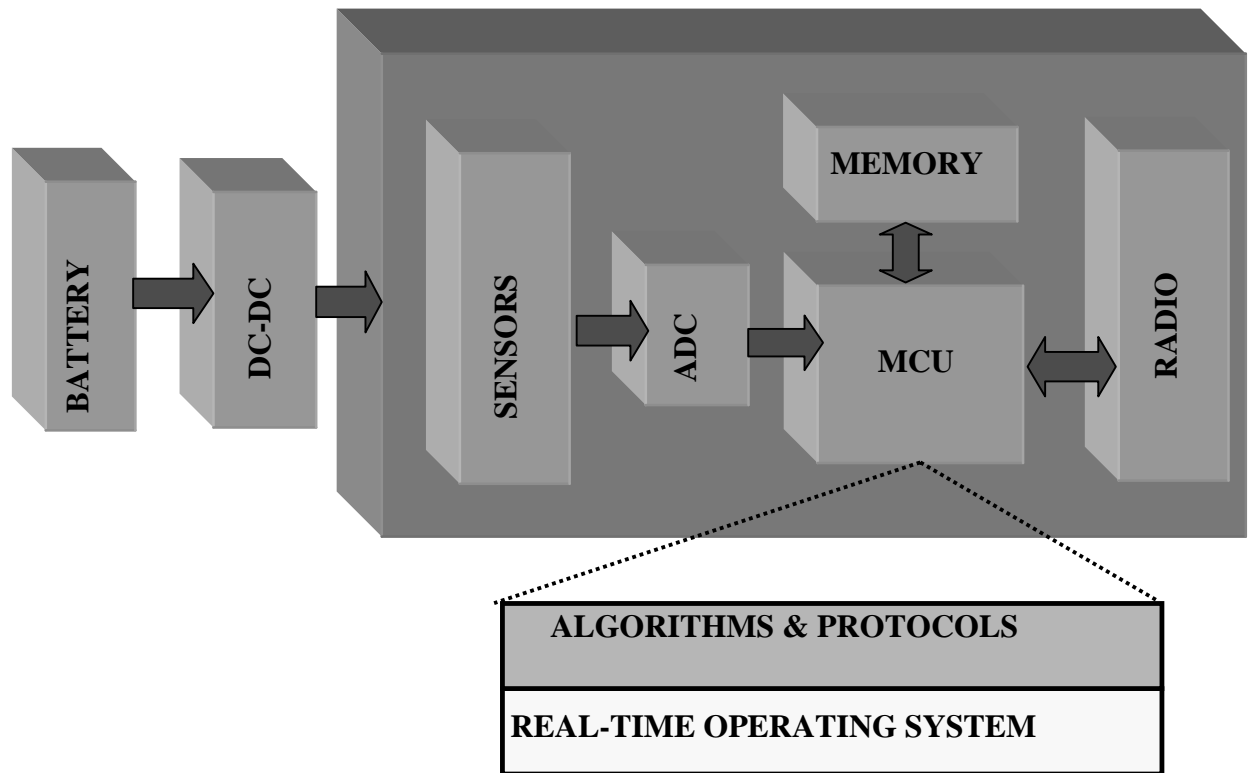 BATTERY
DC-DC
SENSORS
ADC
MEMORY
MCU
RADIO
ALGORITHMS & PROTOCOLS
REAL-TIME OPERATING SYSTEM